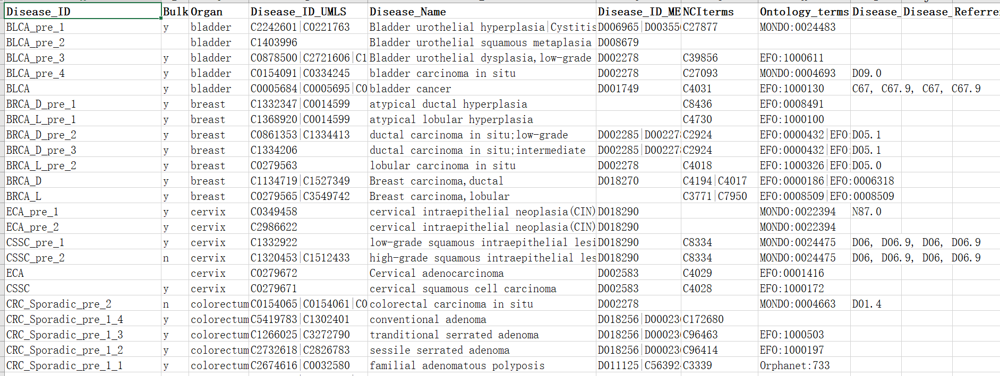 Disease_ID Bulk Organ Disease_ID_UMLS Disease_Name Disease_ID_ME NCIterms Ontology_terms Disease_ Disease_ Referre
BLCA_pre_1 y bladder C2242601|C0221763 Bladder urothelial hyperplasia|Cystitis D006965|D003556 C27877 MONDO:0024483
BLCA_pre_2 bladder C1403996 Bladder urothelial squamous metaplasia D008679
BLCA_pre_3 y bladder C0878500|C2721606|C1 Bladder urothelial dysplasia,low-grade D002278 C39856 EFO:1000611
BLCA_pre_4 y bladder C0154091|C0334245 bladder carcinoma in situ D002278 C27093 MONDO:0004693 D09.0
BLCA y bladder C0005684|C0005695|C0 bladder cancer D001749 C4031 EFO:1000130 C67, C67.9, C67, C67.9
BRCA_D_pre_1 y breast C1332347|C0014599 atypical ductal hyperplasia C8436 EFO:0008491
BRCA_L_pre_1 y breast C1368920|C0014599 atypical lobular hyperplasia C4730 EFO:1000100
BRCA_D_pre_2 y breast C0861353|C1334413 ductal carcinoma in situ;low-grade D002285|D002278 C2924 EFO:0000432|EFO: D05.1
BRCA_D_pre_3 y breast C1334206 ductal carcinoma in situ;intermediate D002285|D002278 C2924 EFO:0000432|EFO: D05.1
BRCA_L_pre_2 y breast C0279563 lobular carcinoma in situ D002278 C4018 EFO:1000326|EFO: D05.0
BRCA_D y breast C1134719|C1527349 Breast carcinoma,ductal D018270 C4194|C4017 EFO:0000186|EFO:0006318
BRCA_L y breast C0279565|C3549742 Breast carcinoma,lobular C3771|C7950 EFO:0008509|EFO:0008509
ECA_pre_1 y cervix C0349458 cervical intraepithelial neoplasia(CIN) D018290 MONDO:0022394 N87.0
ECA_pre_2 y cervix C2986622 cervical intraepithelial neoplasia(CIN) D018290 MONDO:0022394
CSSC_pre_1 y cervix C1332922 low-grade squamous intraepithelial lesi D018290 C8334 MONDO:0024475 D06, D06.9, D06, D06.9
CSSC_pre_2 n cervix C1320453|C1512433 high-grade squamous intraepithelial les D018290 C8334 MONDO:0024475 D06, D06.9, D06, D06.9
ECA cervix C0279672 Cervical adenocarcinoma D002583 C4029 EFO:0001416
CSSC y cervix C0279671 cervical squamous cell carcinoma D002583 C4028 EFO:1000172
CRC_Sporadic_pre_2 n colorectum C0154065|C0154061|C0 colorectal carcinoma in situ D002278 MONDO:0004663 D01.4
CRC_Sporadic_pre_1_4 y colorectum C5419783|C1302401 conventional adenoma D018256|D000236 C172680
CRC_Sporadic_pre_1_3 y colorectum C1266025|C3272790 tranditional serrated adenoma D018256|D000236 C96463 EFO:1000503
CRC_Sporadic_pre_1_2 y colorectum C2732618|C2826783 sessile serrated adenoma D018256|D000236 C96414 EFO:1000197
CRC_Sporadic_pre_1_1 y colorectum C2674616|C0032580 familial adenomatous polyposis D011125|C563924 C3339 Orphanet:733